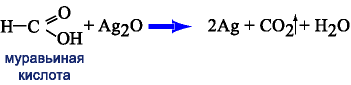 H–C
O
OH
+ Ag₂O → 2Ag + CO₂↑ + H₂O
муравьиная
кислота